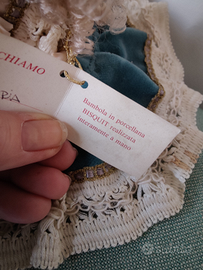 CHIAMO
Bambola in porcellana
BISQUIT realizzata
interamente a mano